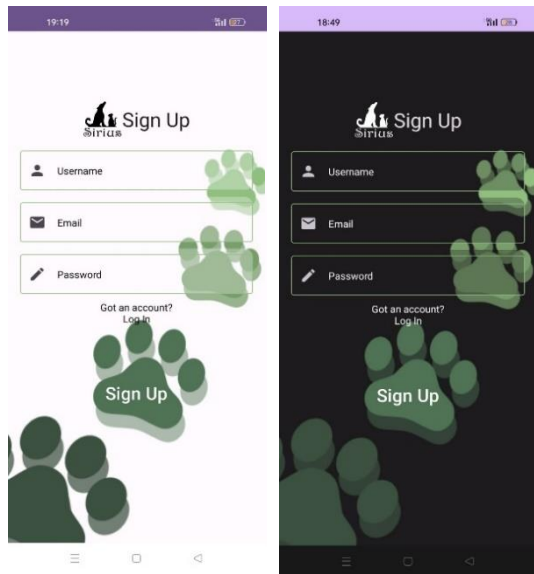 19:19
Sirius
Sign Up
Username
Email
Password
Got an account?
Log In
Sign Up
18:49
Sirius
Sign Up
Username
Email
Password
Got an account?
Log In
Sign Up